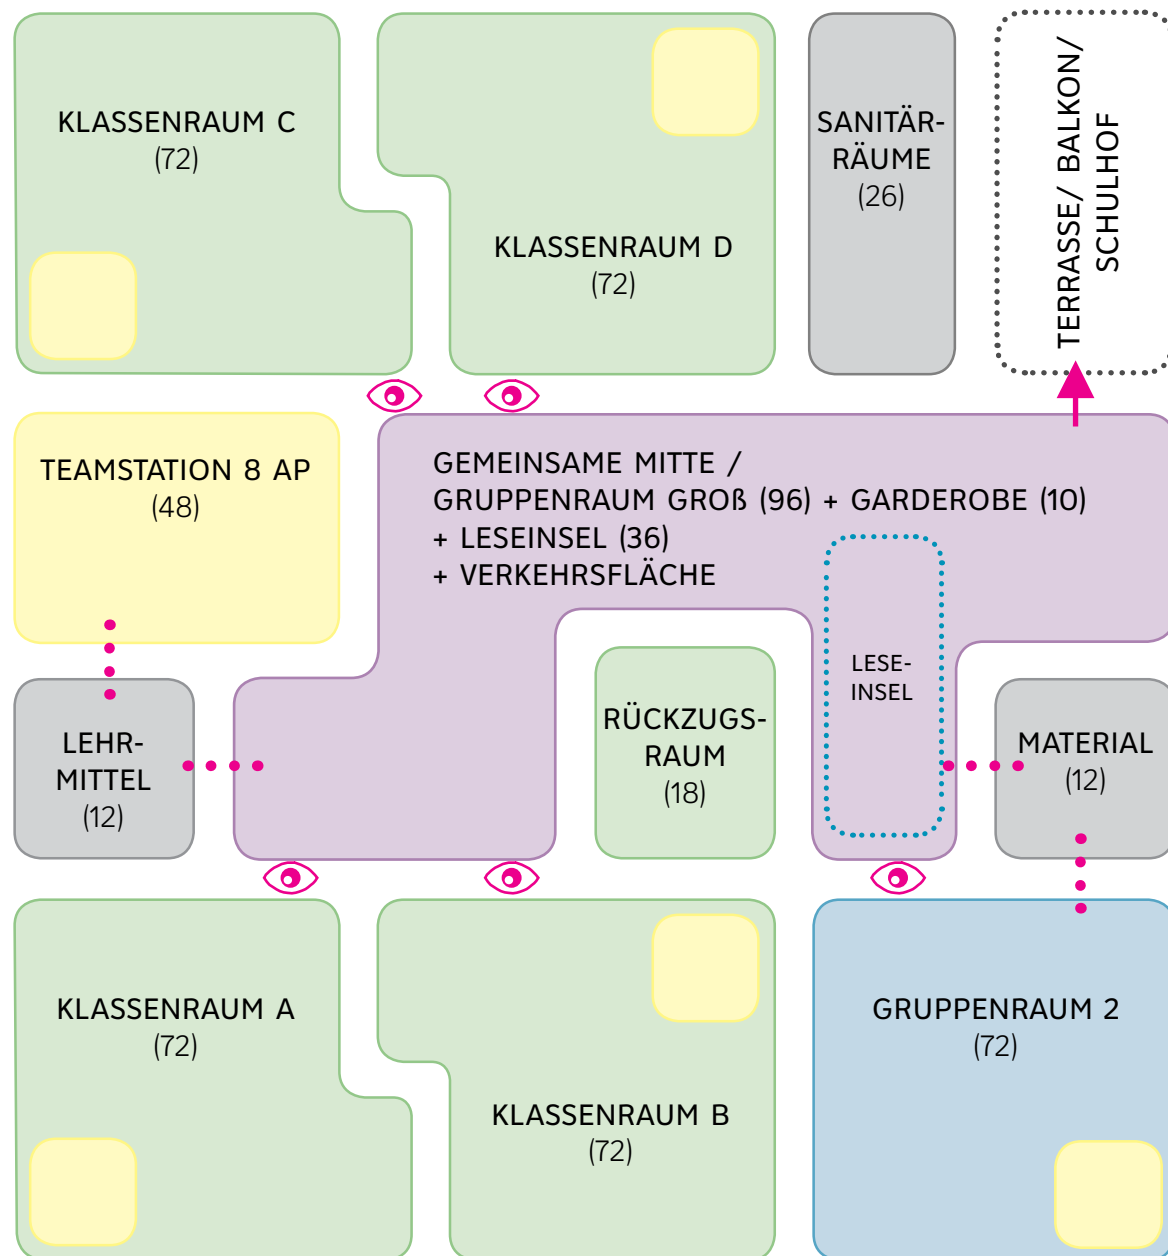 KLASSENRAUM C
(72)
KLASSENRAUM D
(72)
SANITÄR-
RÄUME
(26)
TERRASSE/ BALKON/
SCHULHOF
TEAMSTATION 8 AP
(48)
GEMEINSAME MITTE /
GRUPPENRAUM GROß (96) + GARDEROBE (10)
+ LESEINSEL (36)
+ VERKEHRSFLÄCHE
LESE-
INSEL
LEHR-
MITTEL
(12)
RÜCKZUGS-
RAUM
(18)
MATERIAL
(12)
KLASSENRAUM A
(72)
KLASSENRAUM B
(72)
GRUPPENRAUM 2
(72)